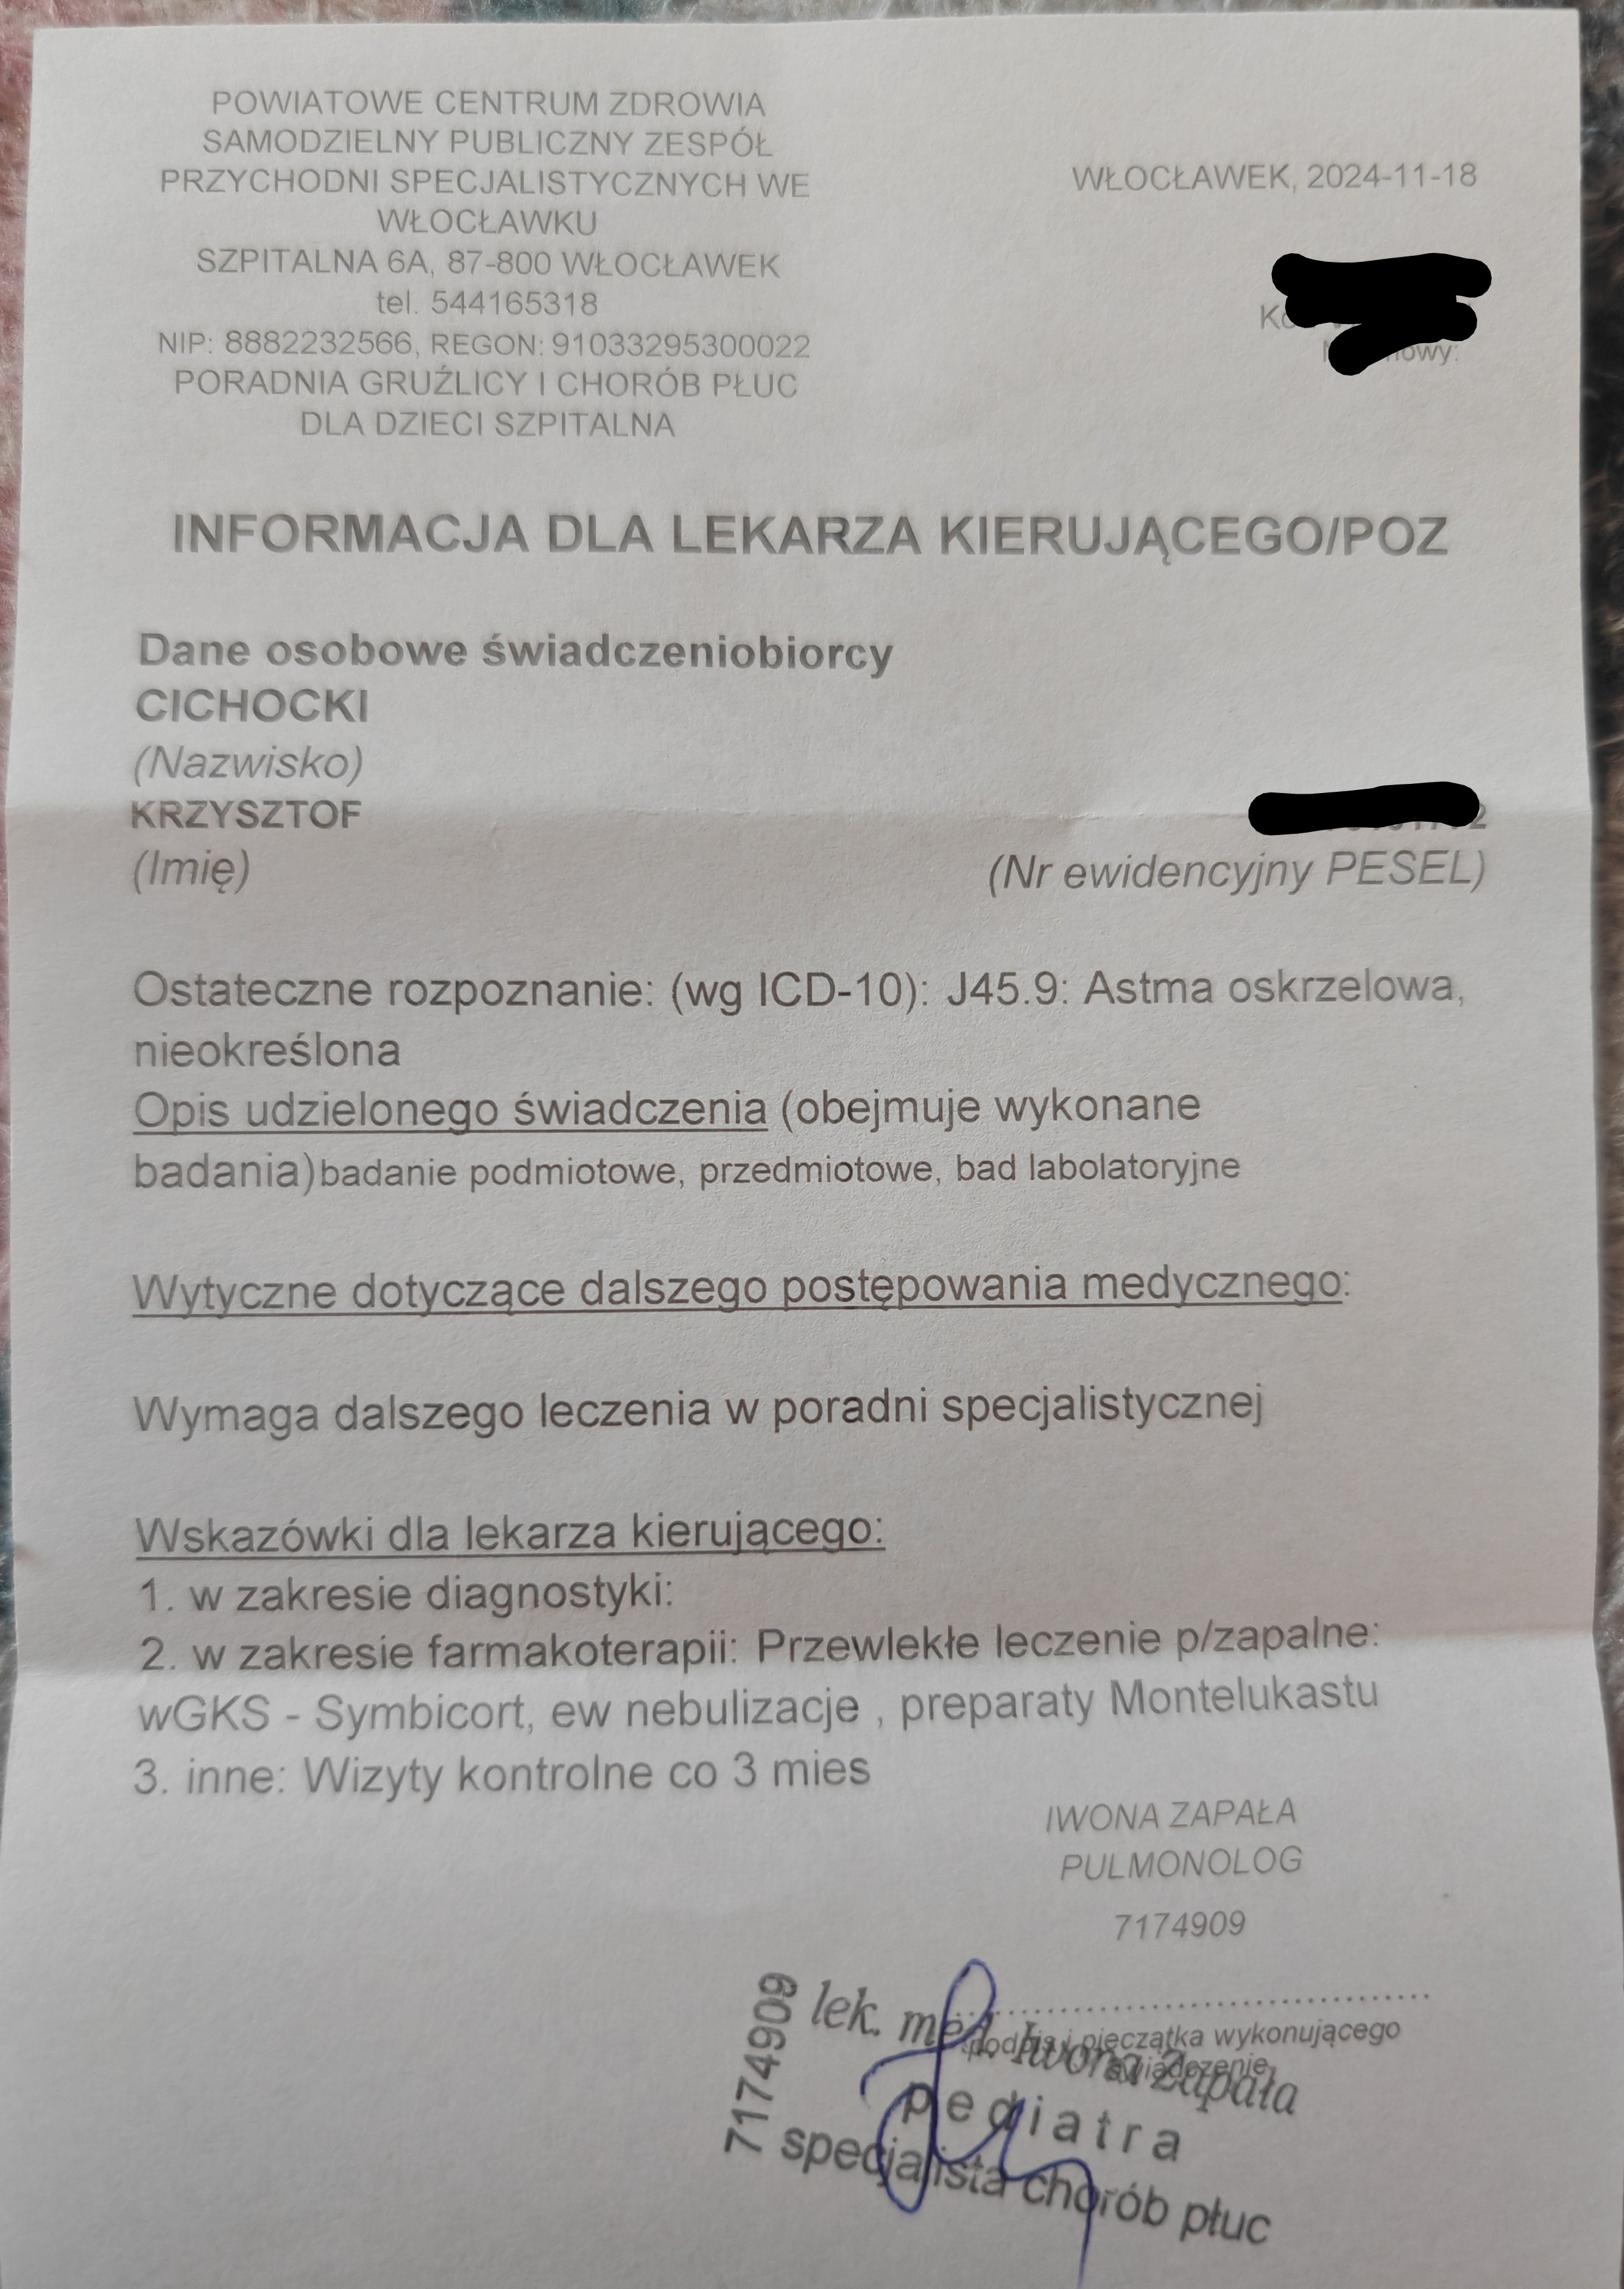 POWIATOWE CENTRUM ZDROWIA
SAMODZIELNY PUBLICZNY ZESPÓŁ
PRZYCHODNI SPECJALISTYCZNYCH WE
WŁOCŁAWKU
SZPITALNA 6A, 87-800 WŁOCŁAWEK
tel. 544165318
NIP: 8882232566, REGON: 91033295300022
PORADNIA GRUŹLICY I CHORÓB PŁUC
DLA DZIECI SZPITALNA
WŁOCŁAWEK, 2024-11-18
INFORMACJA DLA LEKARZA KIERUJĄCEGO/POZ
Dane osobowe świadczeniobiorcy
CICHOCKI
(Nazwisko)
KRZYSZTOF
(Imię)
(Nr ewidencyjny PESEL)
Ostateczne rozpoznanie: (wg ICD-10): J45.9: Astma oskrzelowa,
nieokreślona
Opis udzielonego świadczenia (obejmuje wykonane
badania)badanie podmiotowe, przedmiotowe, bad labolatoryjne
Wytyczne dotyczące dalszego postępowania medycznego:
Wymaga dalszego leczenia w poradni specjalistycznej
Wskazówki dla lekarza kierującego:
1. w zakresie diagnostyki:
2. w zakresie farmakoterapii: Przewlekłe leczenie p/zapalne:
wGKS - Symbicort, ew nebulizacje , preparaty Montelukastu
3. inne: Wizyty kontrolne co 3 mies
IWONA ZAPAŁA
PULMONOLOG
7174909
podpis i pieczątka wykonującego
świadczenie
7174909
lek. med. Iwona Zapała
pediatra
specjalista chorób płuc